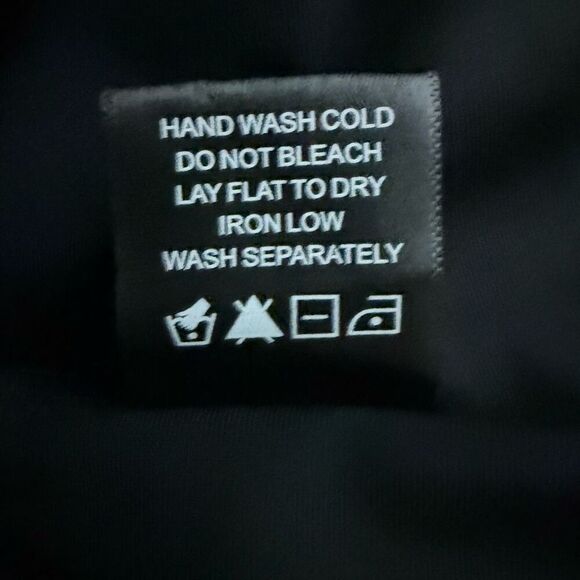 HAND WASH COLD
DO NOT BLEACH
LAY FLAT TO DRY
IRON LOW
WASH SEPARATELY